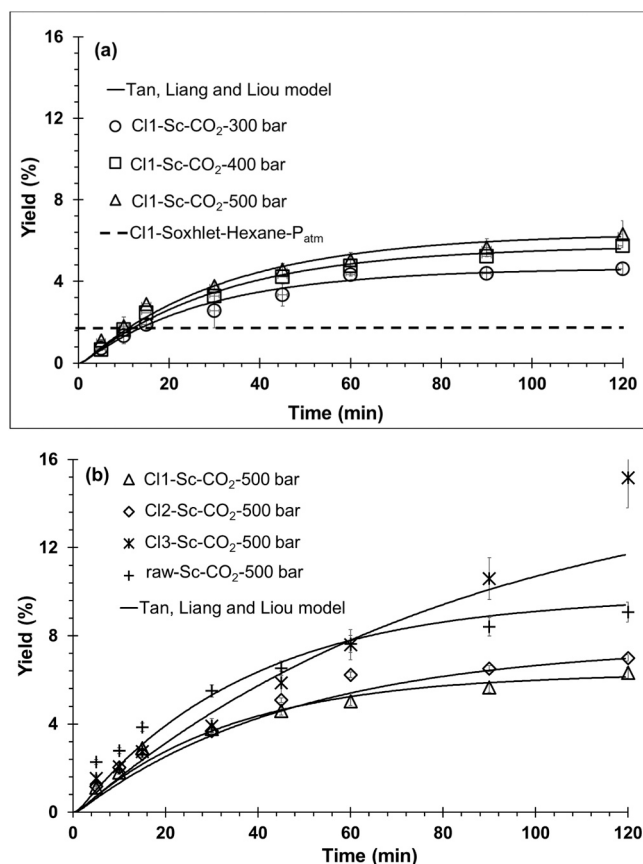 (a)
Tan, Liang and Liou model
Cl1-Sc-CO₂-300 bar
Cl1-Sc-CO₂-400 bar
Cl1-Sc-CO₂-500 bar
Cl1-Soxhlet-Hexane-Pₐₜₘ
Yield (%)
16
12
8
4
0
0 20 40 60 80 100 120
Time (min)
(b)
Cl1-Sc-CO₂-500 bar
Cl2-Sc-CO₂-500 bar
Cl3-Sc-CO₂-500 bar
raw-Sc-CO₂-500 bar
Tan, Liang and Liou model
Yield (%)
16
12
8
4
0
0 20 40 60 80 100 120
Time (min)